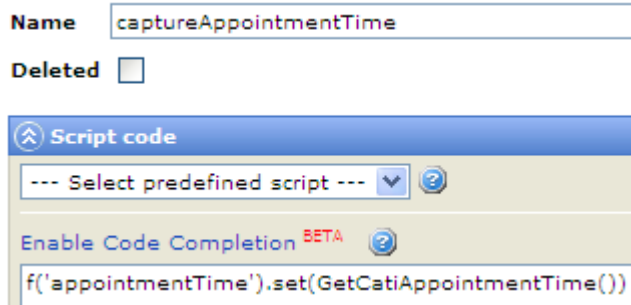 Name captureAppointmentTime
Deleted
Script code
--- Select predefined script ---
Enable Code Completion BETA
f('appointmentTime').set(GetCatiAppointmentTime())